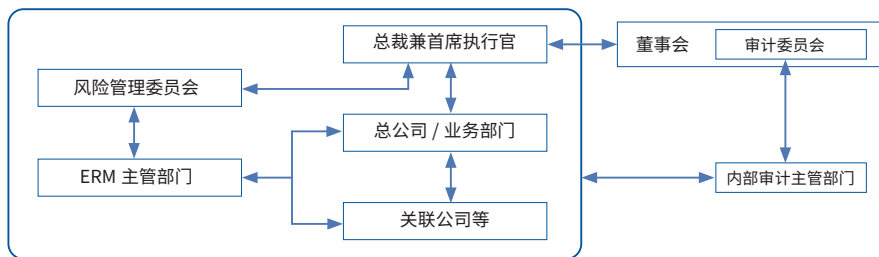 总裁兼首席执行官
董事会
审计委员会
风险管理委员会
总公司 / 业务部门
ERM 主管部门
内部审计主管部门
关联公司等